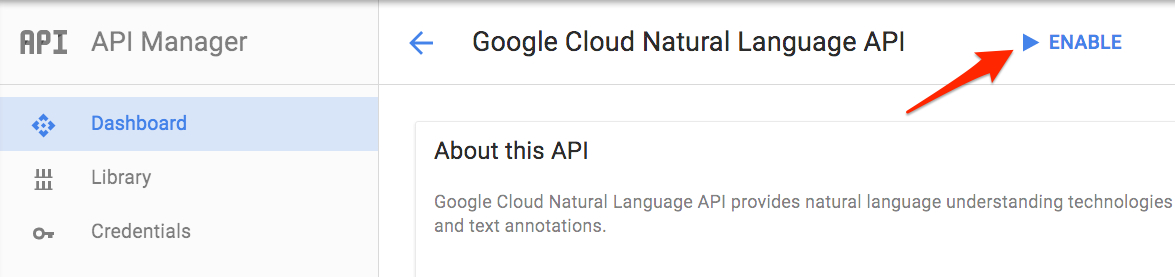 API API Manager
Google Cloud Natural Language API
ENABLE
Dashboard
Library
Credentials
About this API
Google Cloud Natural Language API provides natural language understanding technologies
and text annotations.